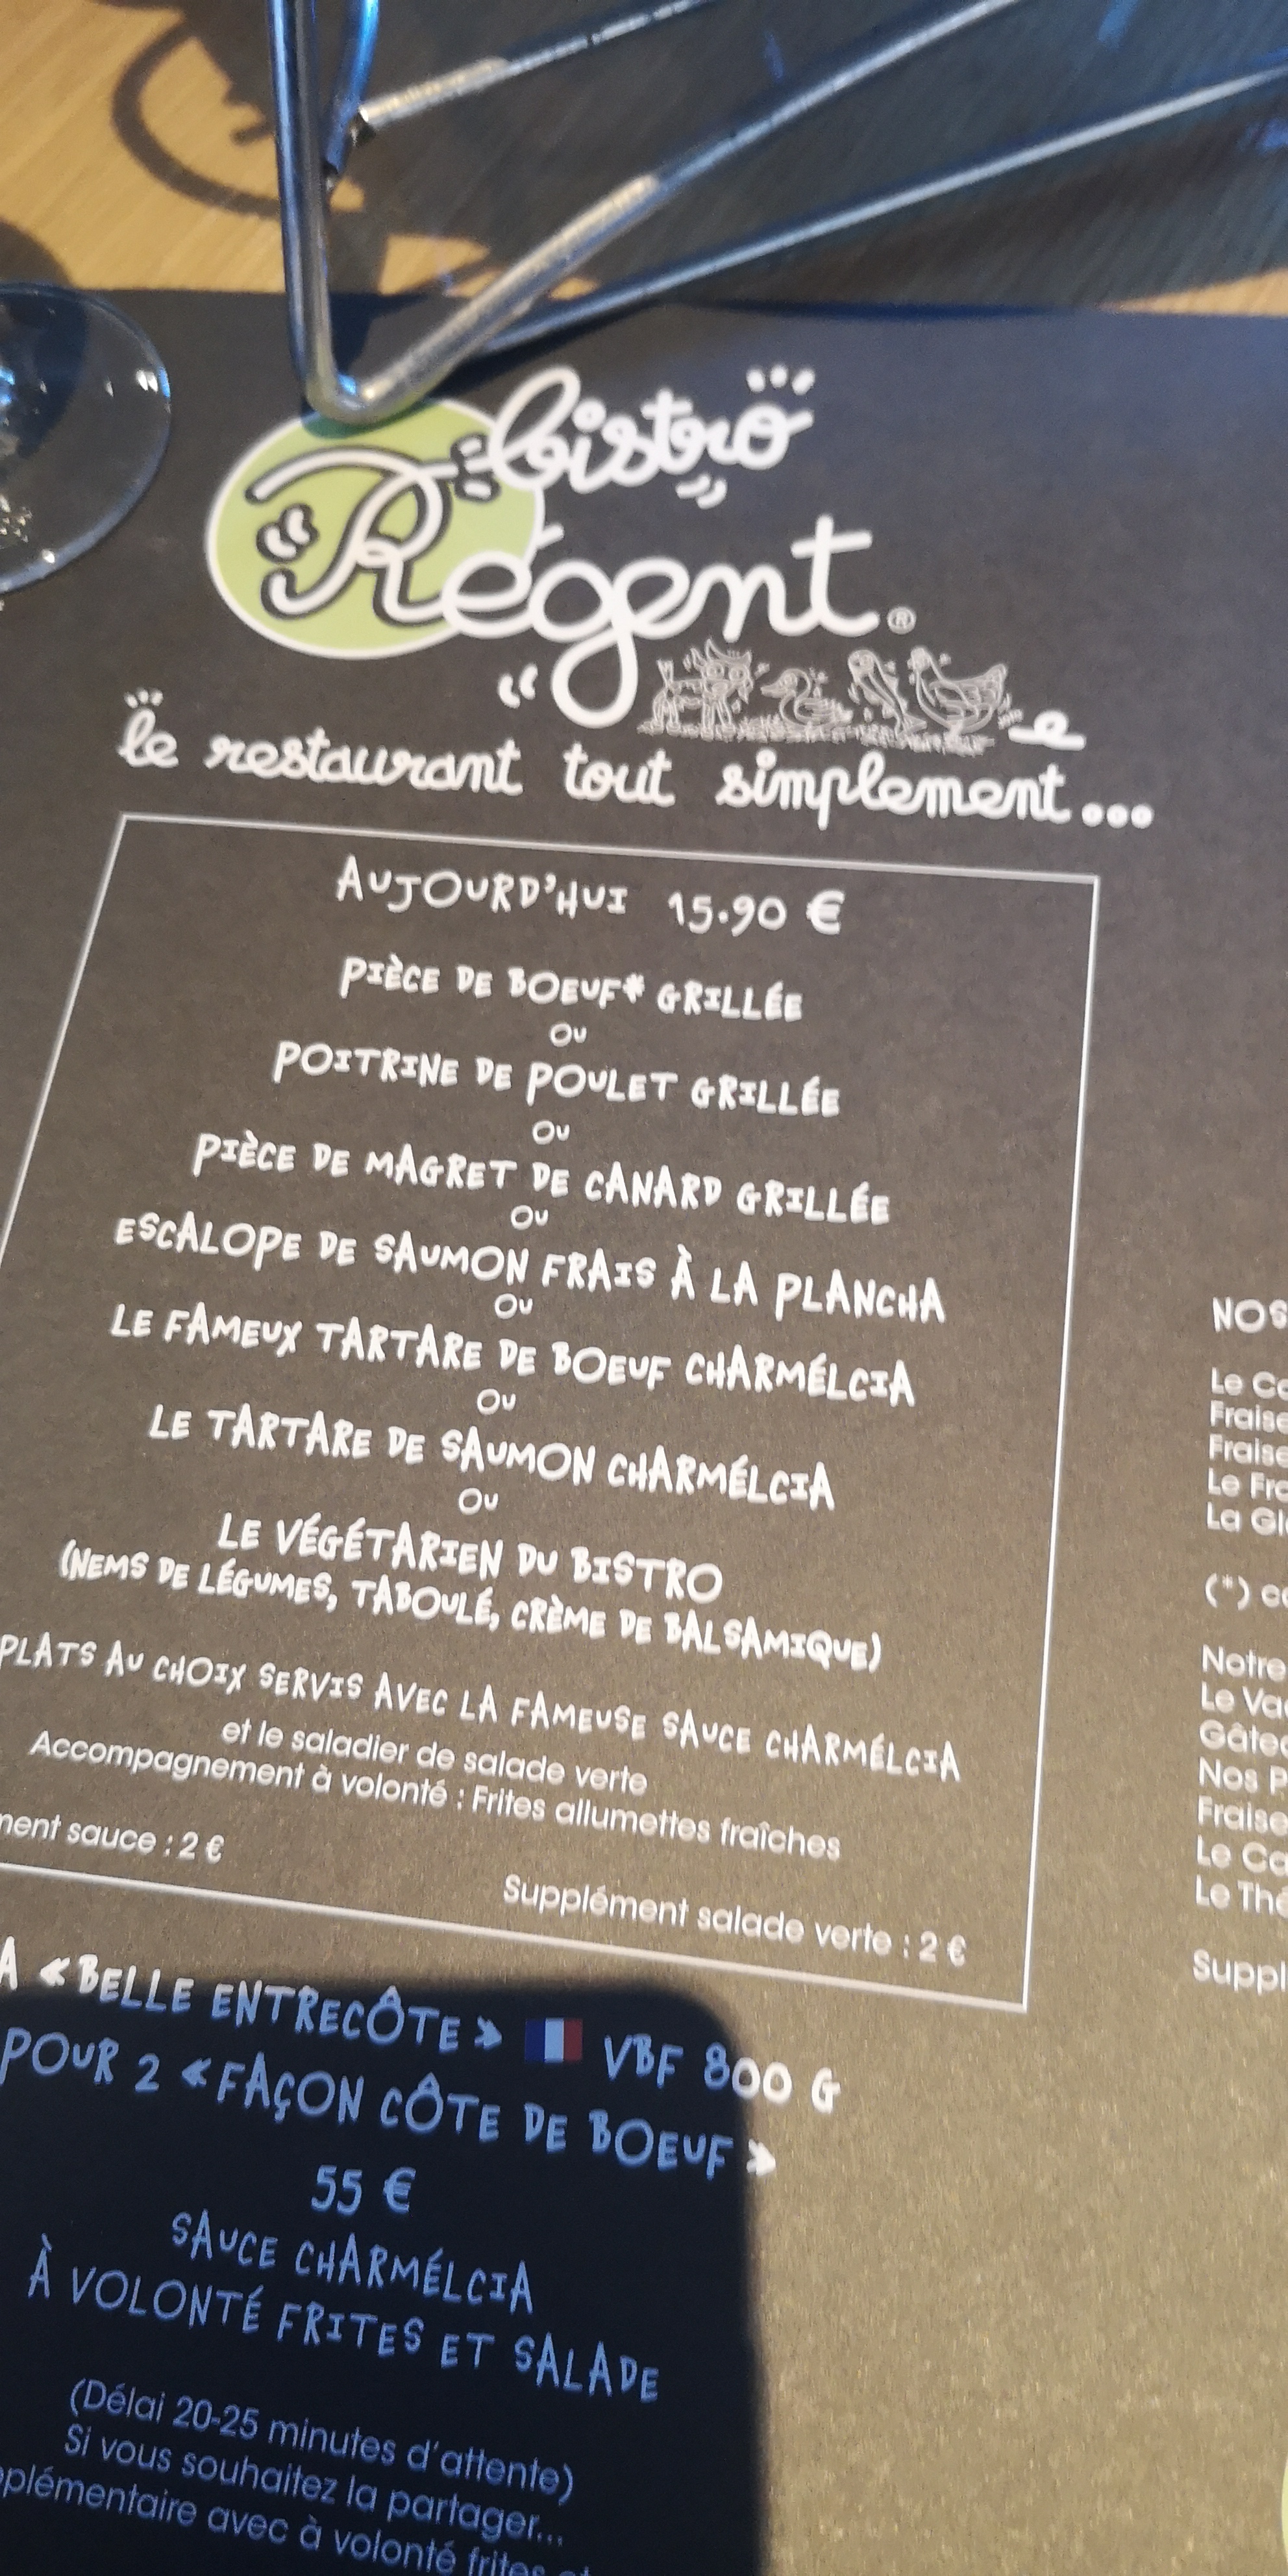 bistro
Régent®
le restaurant tout simplement...
AUJOURD'HUI 15.90 €
PIÈCE DE BOEUF* GRILLÉE
OU
POITRINE DE POULET GRILLÉE
OU
PIÈCE DE MAGRET DE CANARD GRILLÉE
OU
ESCALOPE DE SAUMON FRAIS À LA PLANCHA
OU
LE FAMEUX TARTARE DE BOEUF CHARMÉLCIA
OU
LE TARTARE DE SAUMON CHARMÉLCIA
OU
LE VÉGÉTARIEN DU BISTRO
(NEMS DE LÉGUMES, TABOULÉ, CRÈME DE BALSAMIQUE)
PLATS AU CHOIX SERVIS AVEC LA FAMEUSE SAUCE CHARMÉLCIA
et le saladier de salade verte
Accompagnement à volonté : Frites allumettes fraîches
sauce : 2 €
Supplément salade verte : 2 €
« BELLE ENTRECÔTE » VBF 800 G
POUR 2 « FAÇON CÔTE DE BOEUF »
55 €
SAUCE CHARMÉLCIA
À VOLONTÉ FRITES ET SALADE
(Délai 20-25 minutes d'attente)
Si vous souhaitez la partager...
avec à volonté frites et
NOS
Le
Fraise
Fraise
Le
La
(*)
Notre
Le
Nos
Fraise
Le
Le